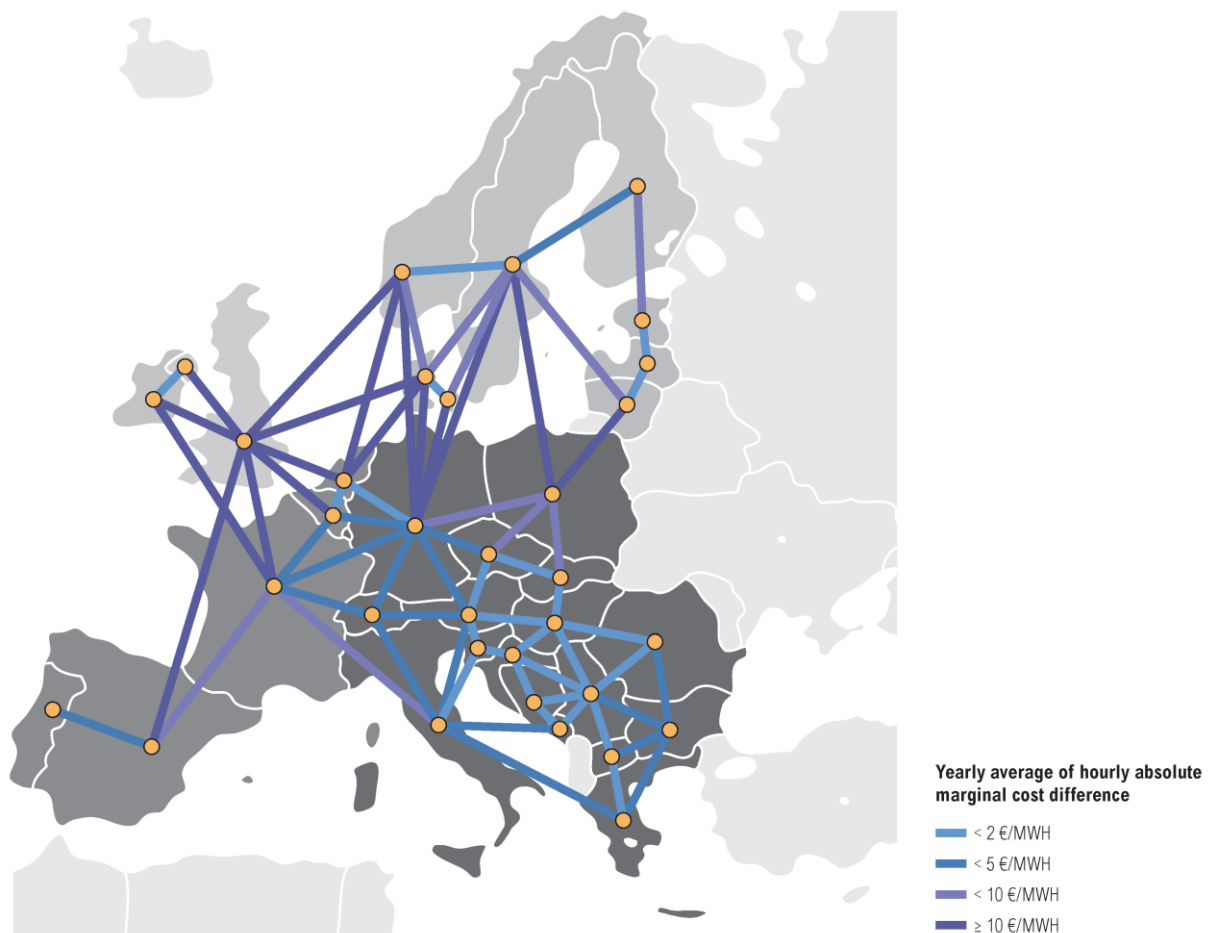 Yearly average of hourly absolute
marginal cost difference
< 2 €/MWH
< 5 €/MWH
< 10 €/MWH
≥ 10 €/MWH